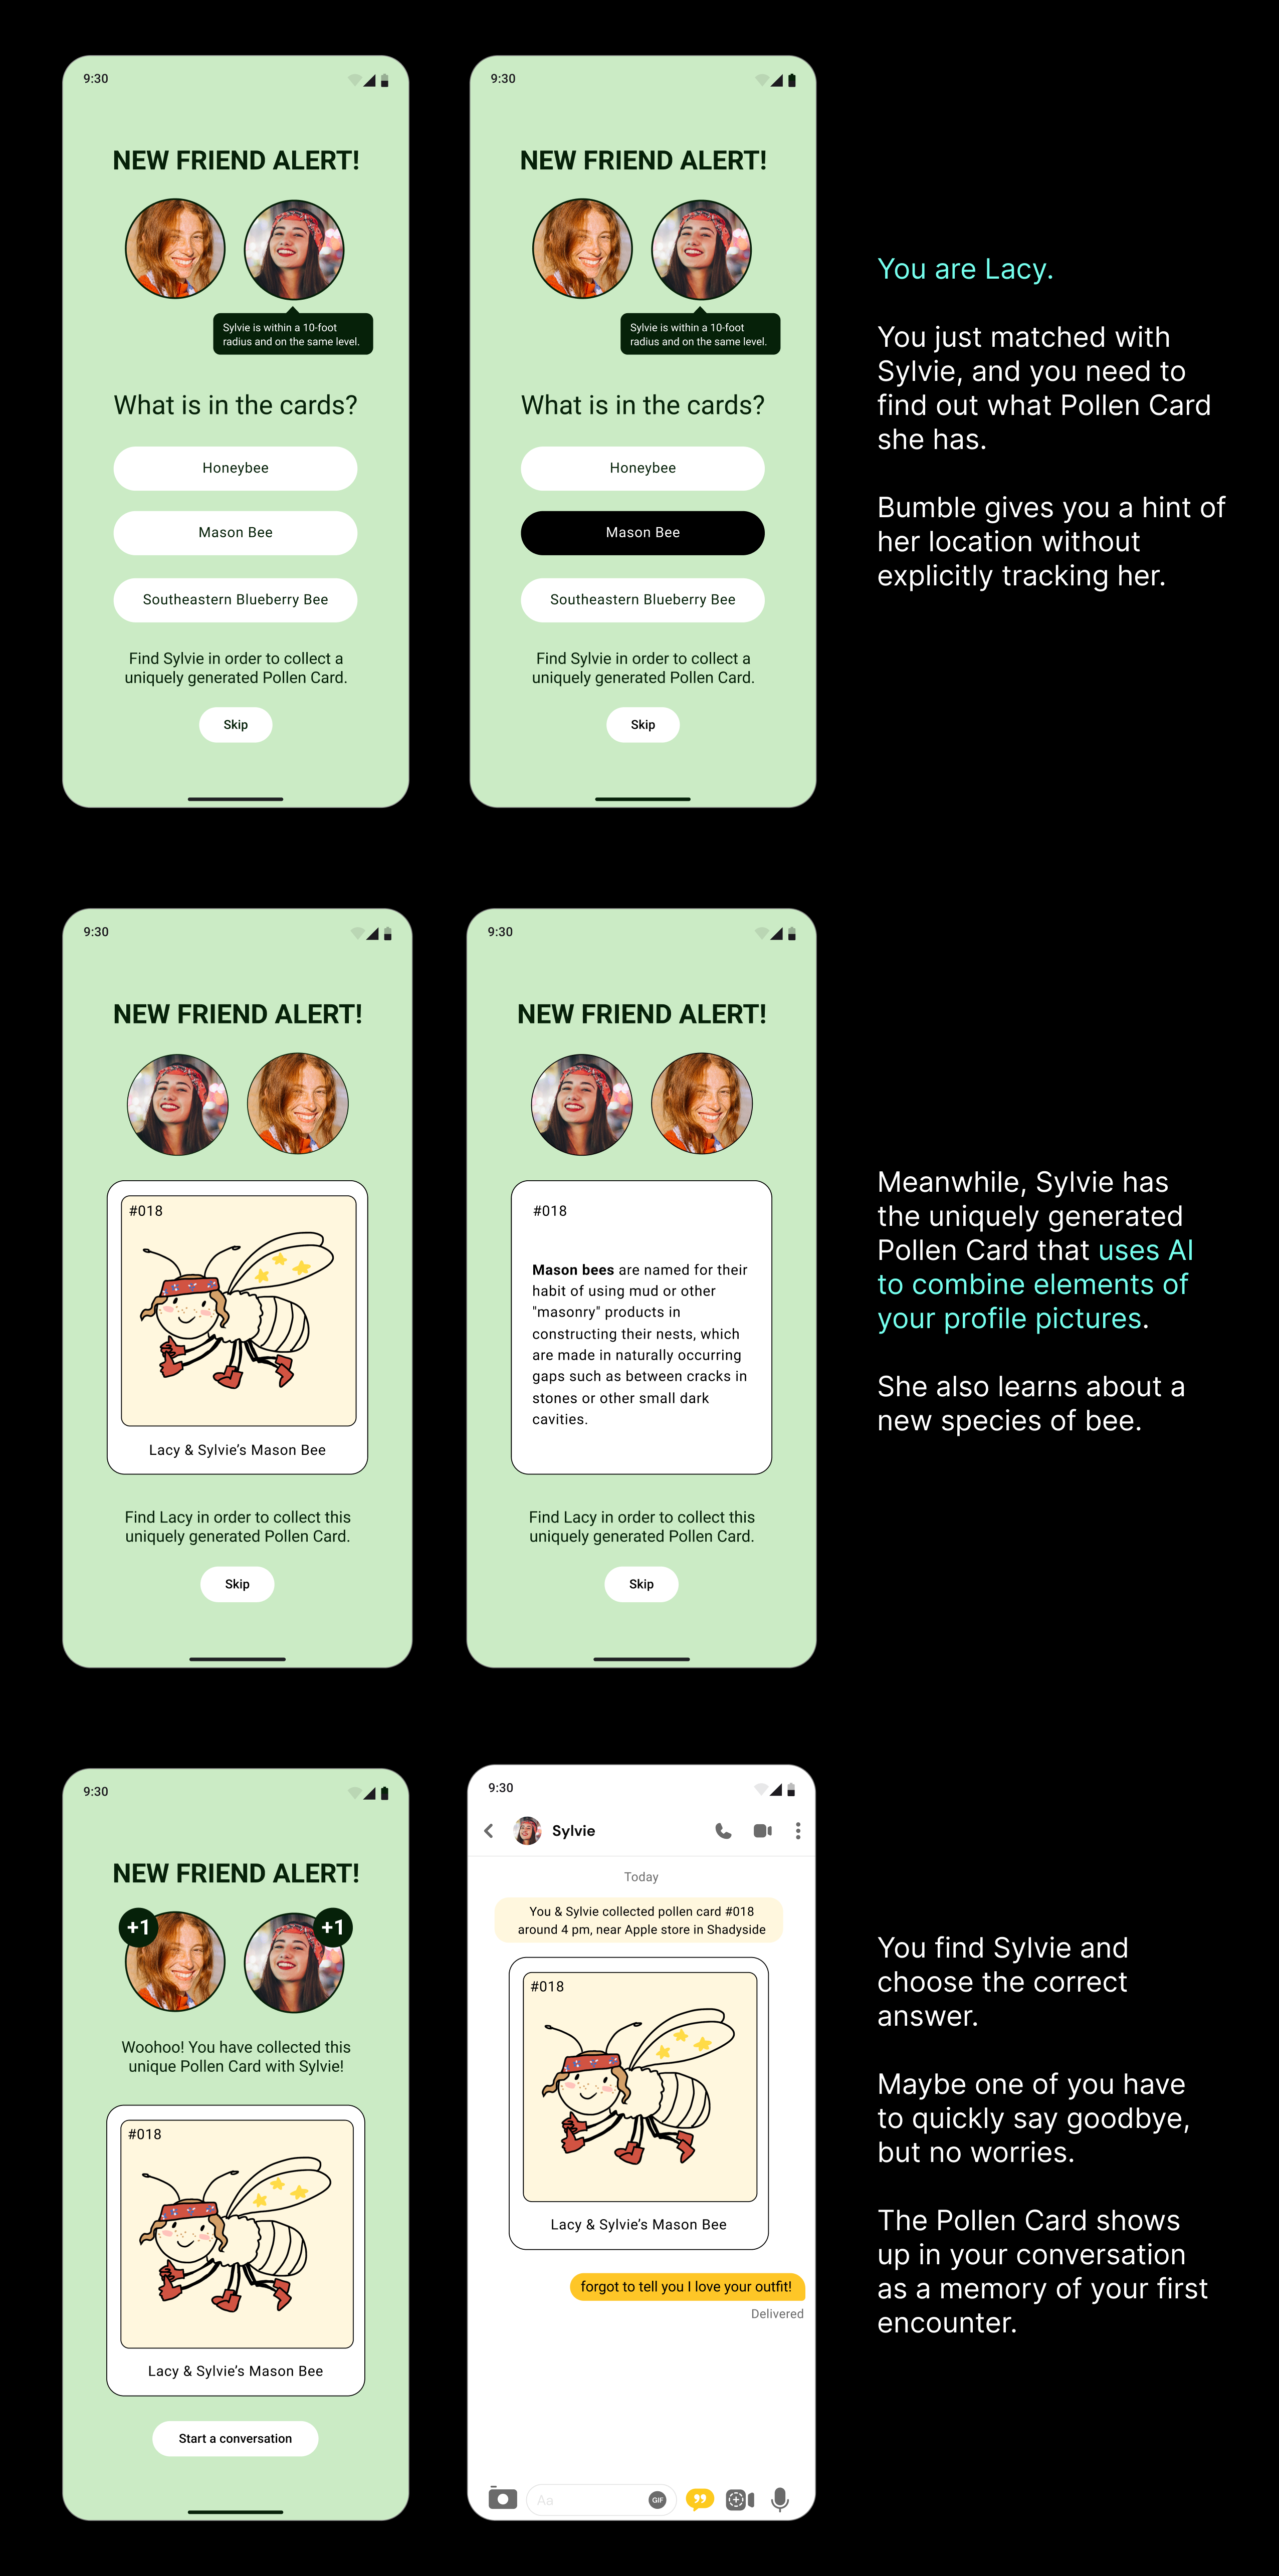 9:30
NEW FRIEND ALERT!
Sylvie is within a 10-foot
radius and on the same level.
What is in the cards?
Honeybee
Mason Bee
Southeastern Blueberry Bee
Find Sylvie in order to collect a
uniquely generated Pollen Card.
Skip
9:30
NEW FRIEND ALERT!
Sylvie is within a 10-foot
radius and on the same level.
What is in the cards?
Honeybee
Mason Bee
Southeastern Blueberry Bee
Find Sylvie in order to collect a
uniquely generated Pollen Card.
Skip
You are Lacy.
You just matched with
Sylvie, and you need to
find out what Pollen Card
she has.
Bumble gives you a hint of
her location without
explicitly tracking her.
9:30
NEW FRIEND ALERT!
#018
Lacy & Sylvie's Mason Bee
Find Lacy in order to collect this
uniquely generated Pollen Card.
Skip
9:30
NEW FRIEND ALERT!
#018
Mason bees are named for their
habit of using mud or other
"masonry" products in
constructing their nests, which
are made in naturally occurring
gaps such as between cracks in
stones or other small dark
cavities.
Find Lacy in order to collect this
uniquely generated Pollen Card.
Skip
Meanwhile, Sylvie has
the uniquely generated
Pollen Card that uses AI
to combine elements of
your profile pictures.
She also learns about a
new species of bee.
9:30
NEW FRIEND ALERT!
+1
+1
Woohoo! You have collected this
unique Pollen Card with Sylvie!
#018
Lacy & Sylvie's Mason Bee
Start a conversation
9:30
Sylvie
Today
You & Sylvie collected pollen card #018
around 4 pm, near Apple store in Shadyside
#018
Lacy & Sylvie's Mason Bee
forgot to tell you I love your outfit!
Delivered
Aa
GIF
You find Sylvie and
choose the correct
answer.
Maybe one of you have
to quickly say goodbye,
but no worries.
The Pollen Card shows
up in your conversation
as a memory of your first
encounter.